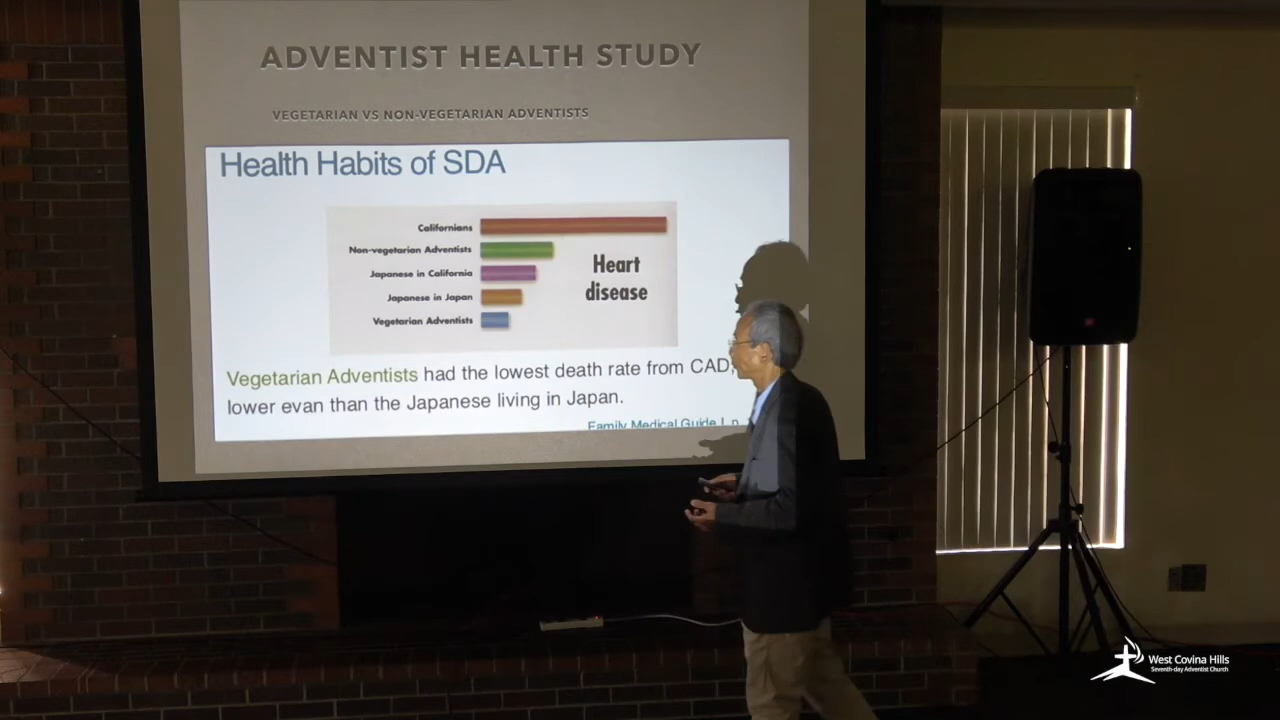 ADVENTIST HEALTH STUDY
VEGETARIAN VS NON-VEGETARIAN ADVENTISTS
Health Habits of SDA
Californians
Non-vegetarian Adventists
Japanese in California
Japanese in Japan
Vegetarian Adventists
Heart
disease
Vegetarian Adventists had the lowest death rate from CAD,
lower evan than the Japanese living in Japan.
Family Medical Guide
West Covina Hills
Seventh-day Adventist Church